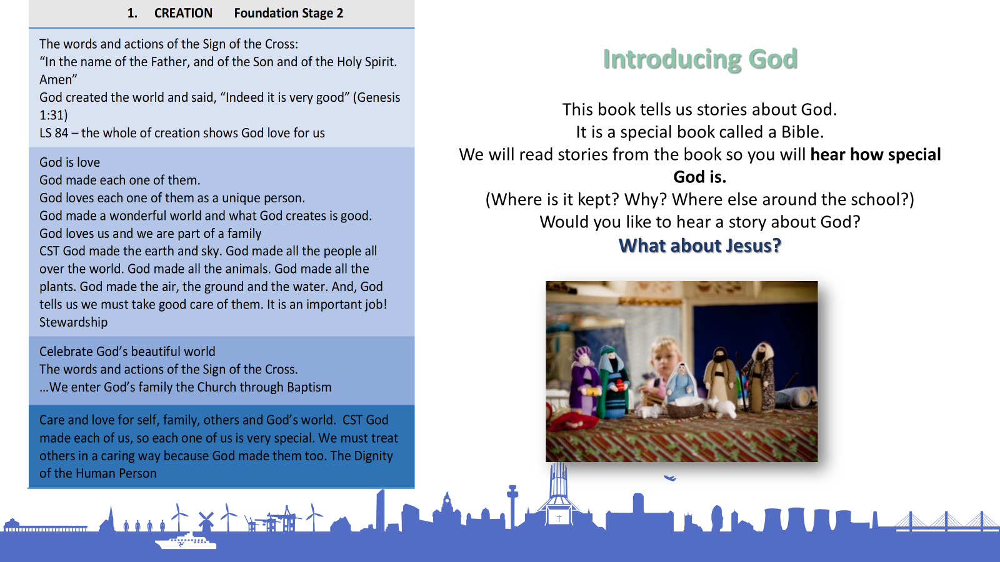 1. CREATION Foundation Stage 2
The words and actions of the Sign of the Cross:
“In the name of the Father, and of the Son and of the Holy Spirit.
Amen”
God created the world and said, “Indeed it is very good” (Genesis
1:31)
LS 84 – the whole of creation shows God love for us
God is love
God made each one of them.
God loves each one of them as a unique person.
God made a wonderful world and what God creates is good.
God loves us and we are part of a family
CST God made the earth and sky. God made all the people all
over the world. God made all the animals. God made all the
plants. God made the air, the ground and the water. And, God
tells us we must take good care of them. It is an important job!
Stewardship
Celebrate God’s beautiful world
The words and actions of the Sign of the Cross.
…We enter God’s family the Church through Baptism
Care and love for self, family, others and God’s world. CST God
made each of us, so each one of us is very special. We must treat
others in a caring way because God made them too. The Dignity
of the Human Person
Introducing God
This book tells us stories about God.
It is a special book called a Bible.
We will read stories from the book so you will hear how special
God is.
(Where is it kept? Why? Where else around the school?)
Would you like to hear a story about God?
What about Jesus?